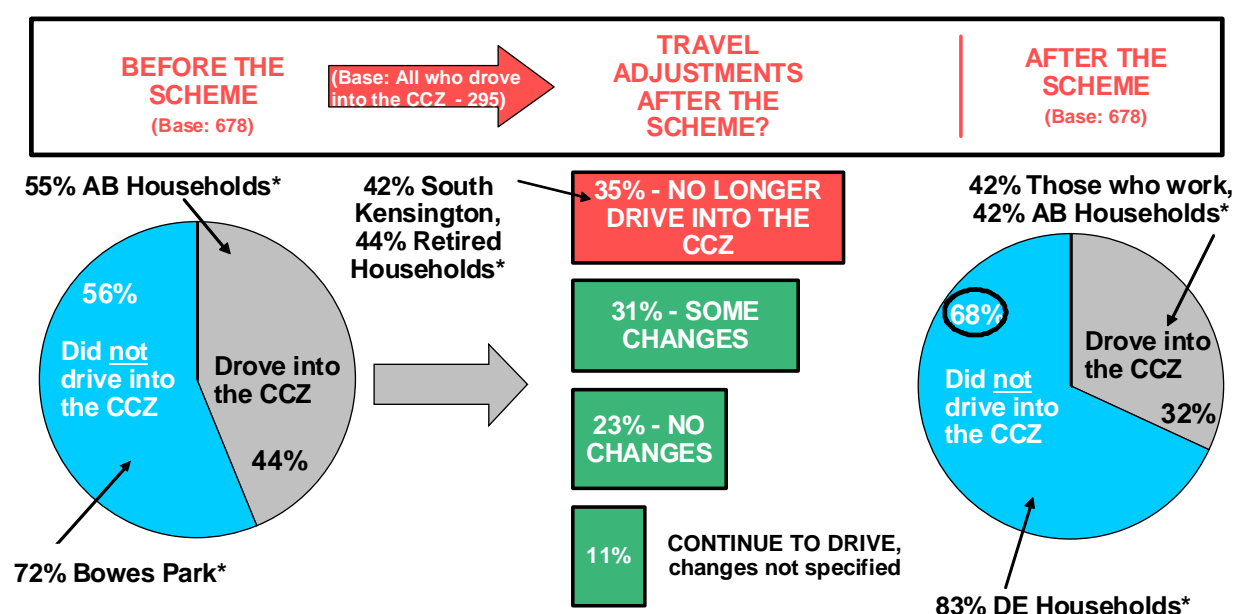 BEFORE THE
SCHEME
(Base: 678)
(Base: All who drove
into the CCZ - 295)
TRAVEL
ADJUSTMENTS
AFTER THE
SCHEME?
AFTER THE
SCHEME
(Base: 678)
55% AB Households*
56%
Did not
drive into
the CCZ
Drove into
the CCZ
44%
72% Bowes Park*
42% South
Kensington,
44% Retired
Households*
35% - NO LONGER
DRIVE INTO THE
CCZ
31% - SOME
CHANGES
23% - NO
CHANGES
11%
CONTINUE TO DRIVE,
changes not specified
42% Those who work,
42% AB Households*
68%
Did not
drive into
the CCZ
Drove into
the CCZ
32%
83% DE Households*